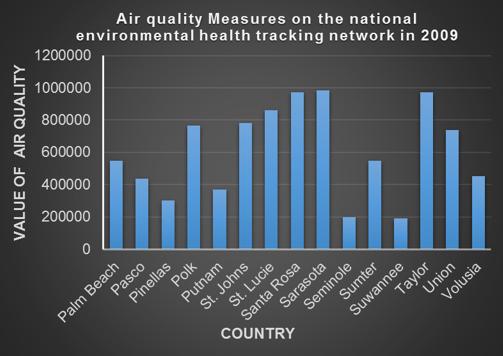 Air quality Measures on the national
environmental health tracking network in 2009
VALUE OF AIR QUALITY
1200000
1000000
800000
600000
400000
200000
0
Palm Beach
Pasco
Pinellas
Polk
Putnam
St. Johns
St. Lucie
Santa Rosa
Sarasota
Seminole
Sumter
Suwannee
Taylor
Union
Volusia
COUNTRY